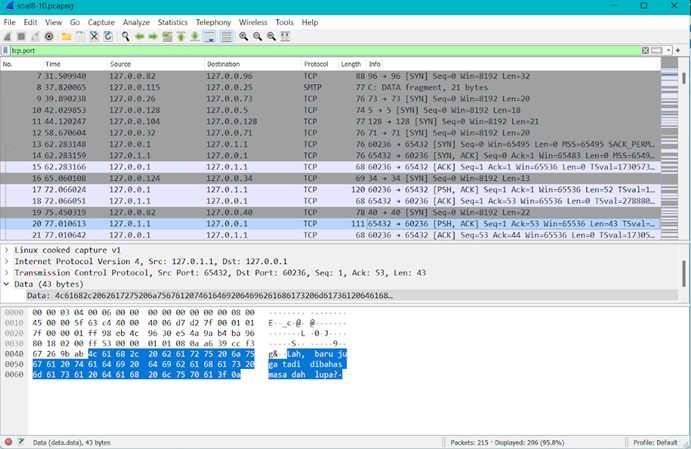 soal8-10.pcapng
File Edit View Go Capture Analyze Statistics Telephony Wireless Tools Help
tcp.port
No. Time Source Destination Protocol Length Info
7 31.509940 127.0.0.82 127.0.0.96 TCP 88 96 → 96 [SYN] Seq=0 Win=8192 Len=32
8 37.820065 127.0.0.115 127.0.0.25 SMTP 77 C: DATA fragment, 21 bytes
9 39.890238 127.0.0.26 127.0.0.73 TCP 76 73 → 73 [SYN] Seq=0 Win=8192 Len=20
10 42.029853 127.0.0.128 127.0.0.5 TCP 74 5 → 5 [SYN] Seq=0 Win=8192 Len=18
11 44.120247 127.0.0.104 127.0.0.128 TCP 77 128 → 128 [SYN] Seq=0 Win=8192 Len=21
12 58.670604 127.0.0.32 127.0.0.71 TCP 76 71 → 71 [SYN] Seq=0 Win=8192 Len=20
13 62.283148 127.0.0.1 127.0.1.1 TCP 76 60236 → 65432 [SYN] Seq=0 Win=65495 Len=0 MSS=65495 SACK_PERM…
14 62.283159 127.0.1.1 127.0.0.1 TCP 76 65432 → 60236 [SYN, ACK] Seq=0 Ack=1 Win=65483 Len=0 MSS=6549…
15 62.283166 127.0.0.1 127.0.1.1 TCP 68 60236 → 65432 [ACK] Seq=1 Ack=1 Win=65536 Len=0 TSval=1730573…
16 65.060108 127.0.0.124 127.0.0.34 TCP 69 34 → 34 [SYN] Seq=0 Win=8192 Len=13
17 72.066024 127.0.0.1 127.0.1.1 TCP 120 60236 → 65432 [PSH, ACK] Seq=1 Ack=1 Win=65536 Len=52 TSval=1…
18 72.066051 127.0.1.1 127.0.0.1 TCP 68 65432 → 60236 [ACK] Seq=1 Ack=53 Win=65536 Len=0 TSval=278880…
19 75.450319 127.0.0.82 127.0.0.40 TCP 78 40 → 40 [SYN] Seq=0 Win=8192 Len=22
20 77.010613 127.0.1.1 127.0.0.1 TCP 111 65432 → 60236 [PSH, ACK] Seq=1 Ack=53 Win=65536 Len=43 TSval=…
21 77.010642 127.0.0.1 127.0.1.1 TCP 68 60236 → 65432 [ACK] Seq=53 Ack=44 Win=65536 Len=0 TSval=17305…
Linux cooked capture v1
Internet Protocol Version 4, Src: 127.0.1.1, Dst: 127.0.0.1
Transmission Control Protocol, Src Port: 65432, Dst Port: 60236, Seq: 1, Ack: 53, Len: 43
Data (43 bytes)
Data: 4c61682c2062617275206a75676120746164692064696261686173206d617361206461 68…
0000 00 00 03 04 00 06 00 00 00 00 00 00 00 00 08 00 ········ ········
0010 45 00 00 5f 63 c4 40 00 40 06 d7 d2 7f 00 01 01 E··_c·@· @·······
0020 7f 00 00 01 ff 98 eb 4c 96 30 e5 4a 9a b4 ba 96 ·······L ·0·J····
0030 80 18 02 00 ff 53 00 00 01 01 08 0a a6 39 cc f3 ·····S·· ·····9··
0040 67 26 9b ab 4c 61 68 2c 20 62 61 72 75 20 6a 75 g&··Lah, baru ju
0050 67 61 20 74 61 64 69 20 64 69 62 61 68 61 73 20 ga tadi dibahas
0060 6d 61 73 61 20 64 61 68 20 6c 75 70 61 3f 0a masa dah lupa?·
Data (data.data), 43 bytes
Packets: 215 · Displayed: 206 (95.8%)
Profile: Default